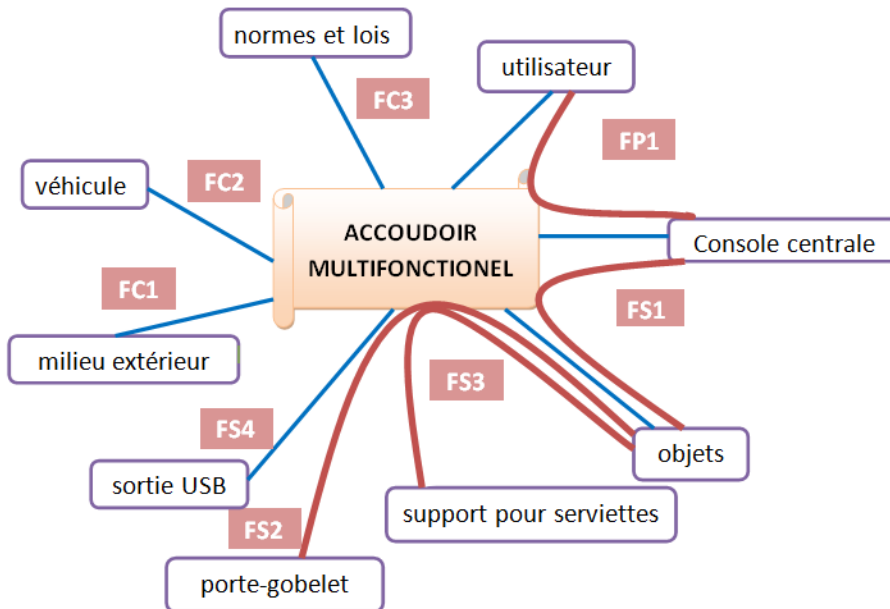 normes et lois
utilisateur
FC3
FP1
véhicule
FC2
ACCOUDOIR
MULTIFONCTIONEL
Console centrale
FC1
FS1
milieu extérieur
FS3
FS4
objets
sortie USB
support pour serviettes
FS2
porte-gobelet